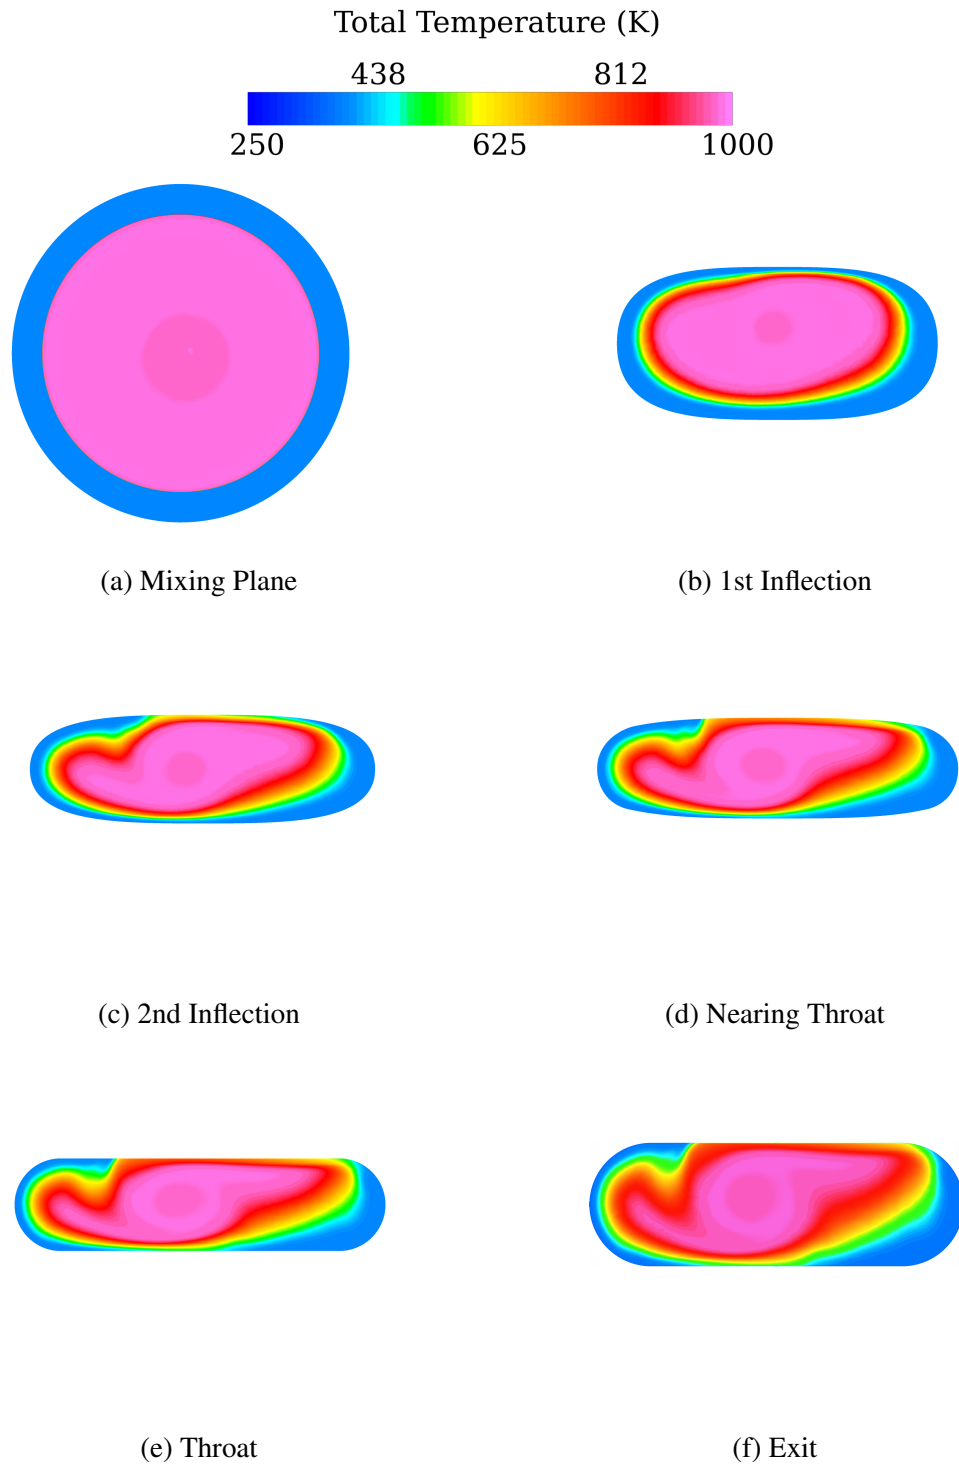 Total Temperature (K)
438 812
250 625 1000
(a) Mixing Plane
(b) 1st Inflection
(c) 2nd Inflection
(d) Nearing Throat
(e) Throat
(f) Exit